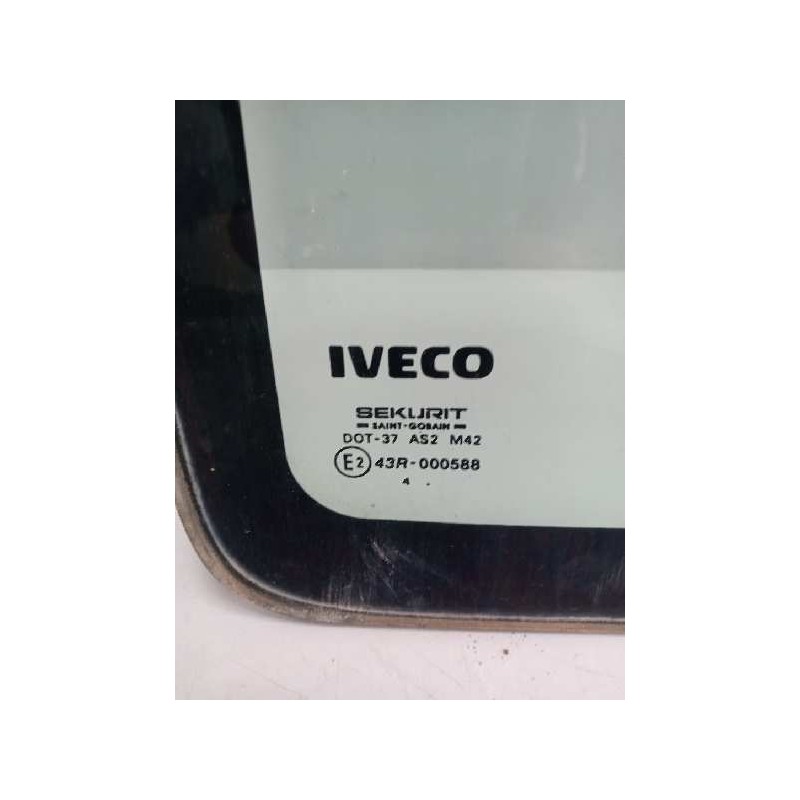 IVECO
SEKURIT
SAINT-GOBAIN
DOT-37 AS2 M42
E2 43R-000588
4 .